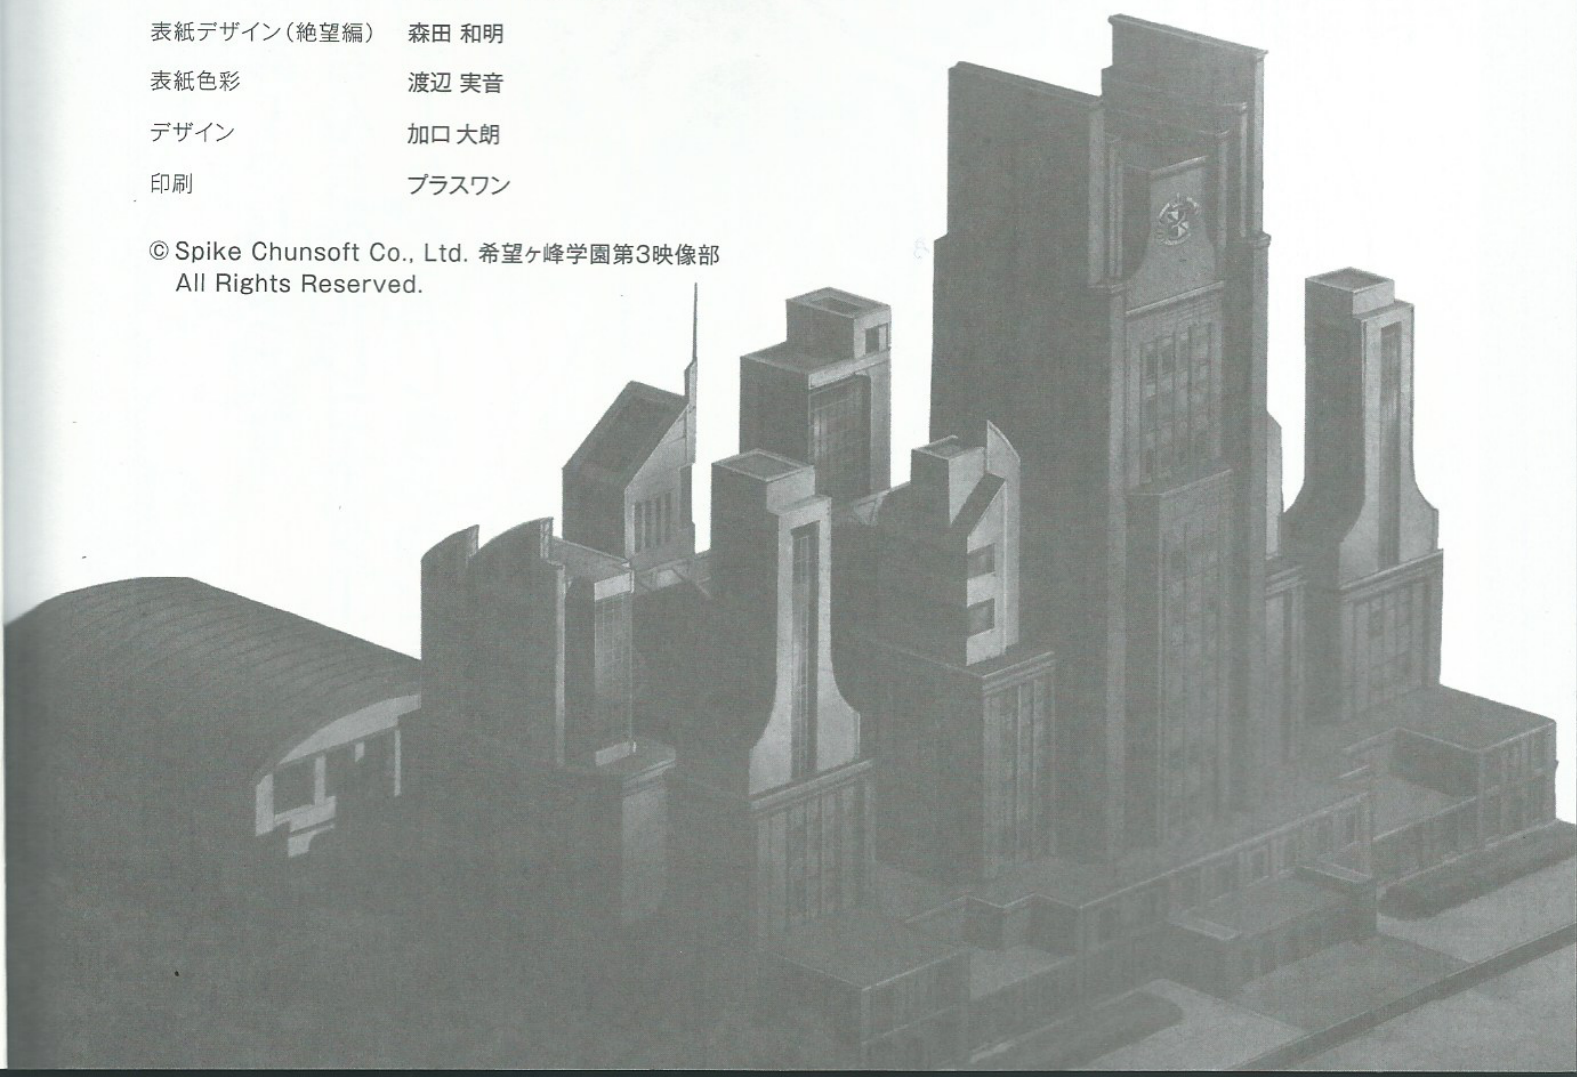 表紙デザイン（絶望編） 森田 和明
表紙色彩 渡辺 実音
デザイン 加口 大朗
印刷 プラスワン
© Spike Chunsoft Co., Ltd. 希望ヶ峰学園第3映像部
All Rights Reserved.